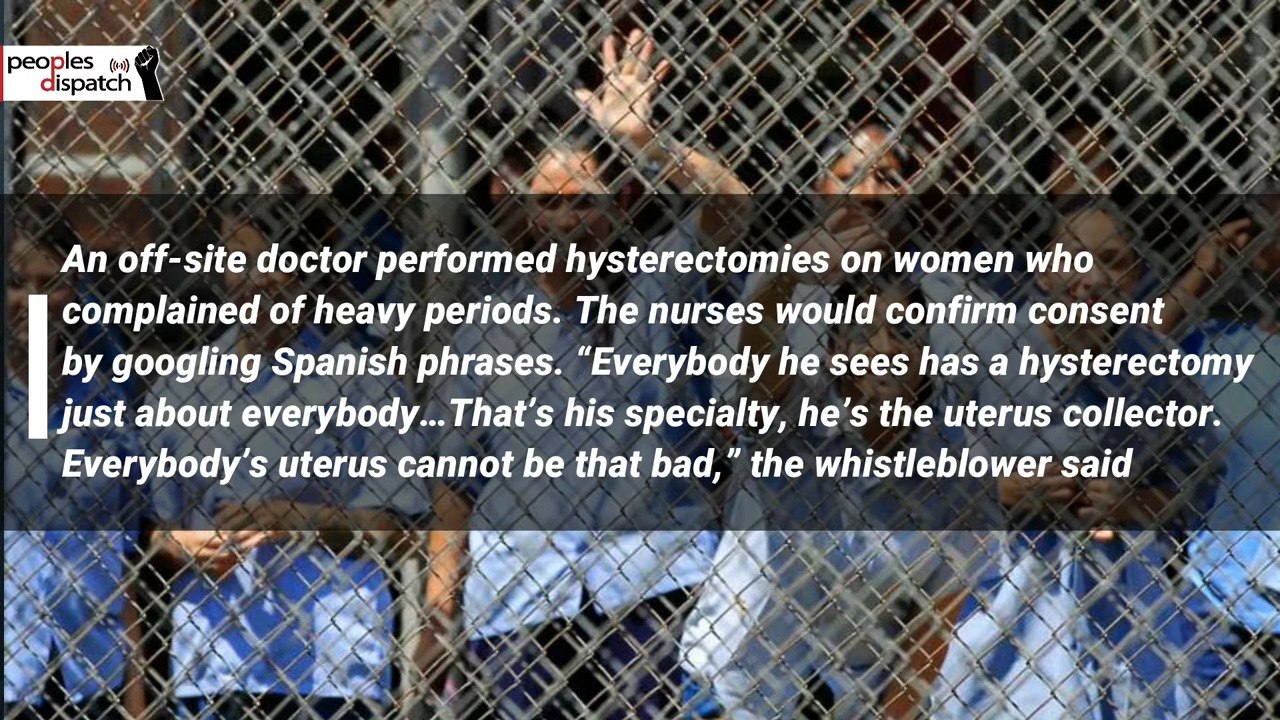 peoples
dispatch
An off-site doctor performed hysterectomies on women who
complained of heavy periods. The nurses would confirm consent
by googling Spanish phrases. “Everybody he sees has a hysterectomy
just about everybody…That’s his specialty, he’s the uterus collector.
Everybody’s uterus cannot be that bad,” the whistleblower said